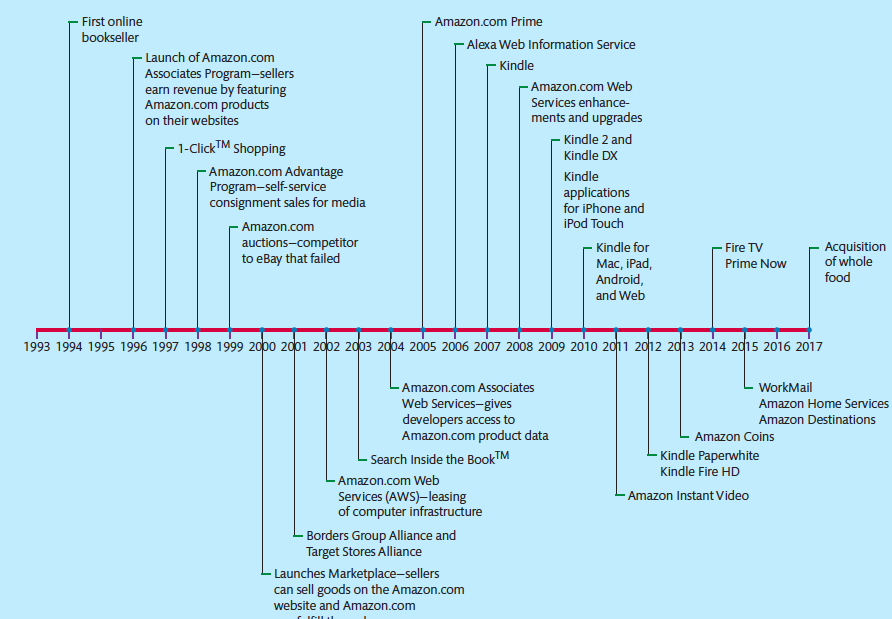 First online
bookseller
Launch of Amazon.com
Associates Program—sellers
earn revenue by featuring
Amazon.com products
on their websites
1-Click™ Shopping
Amazon.com Advantage
Program—self-service
consignment sales for media
Amazon.com
auctions—competitor
to eBay that failed
Amazon.com Prime
Alexa Web Information Service
Kindle
Amazon.com Web
Services enhance-
ments and upgrades
Kindle 2 and
Kindle DX
Kindle
applications
for iPhone and
iPod Touch
Kindle for
Mac, iPad,
Android,
and Web
Fire TV
Prime Now
Acquisition
of whole
food
1993 1994 1995 1996 1997 1998 1999 2000 2001 2002 2003 2004 2005 2006 2007 2008 2009 2010 2011 2012 2013 2014 2015 2016 2017
Amazon.com Associates
Web Services—gives
developers access to
Amazon.com product data
Search Inside the Book™
Amazon.com Web
Services (AWS)—leasing
of computer infrastructure
Borders Group Alliance and
Target Stores Alliance
Launches Marketplace—sellers
can sell goods on the Amazon.com
website and Amazon.com
WorkMail
Amazon Home Services
Amazon Destinations
Amazon Coins
Kindle Paperwhite
Kindle Fire HD
Amazon Instant Video